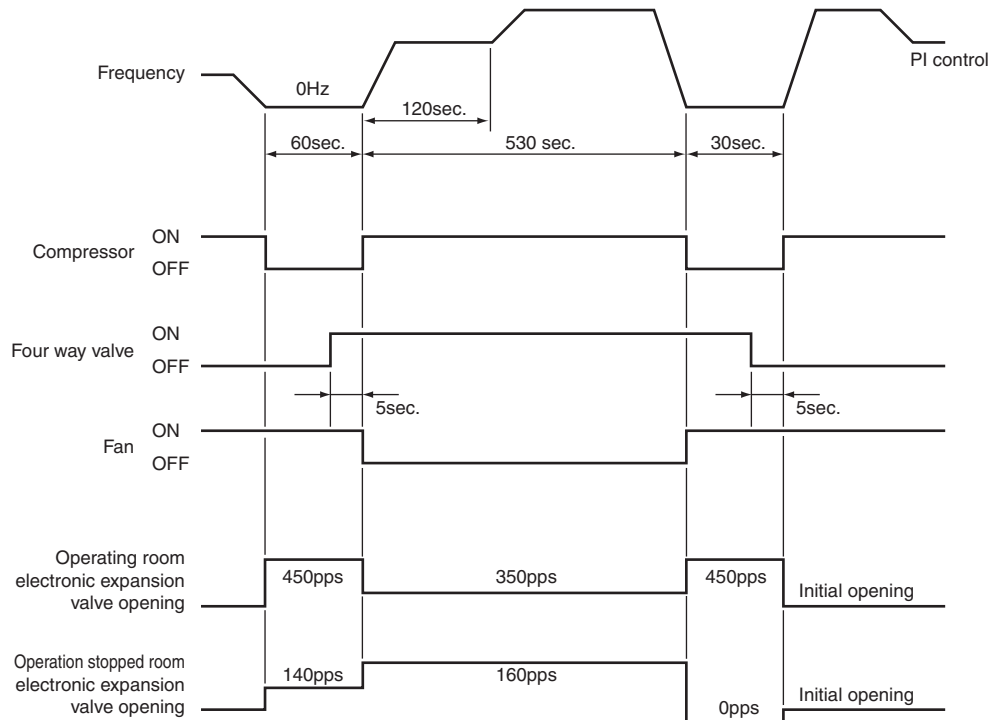 Frequency
0Hz
PI control
120sec.
60sec.
530 sec.
30sec.
Compressor
ON
OFF
Four way valve
ON
OFF
5sec.
5sec.
Fan
ON
OFF
Operating room
electronic expansion
valve opening
450pps
350pps
450pps
Initial opening
Operation stopped room
electronic expansion
valve opening
140pps
160pps
0pps
Initial opening